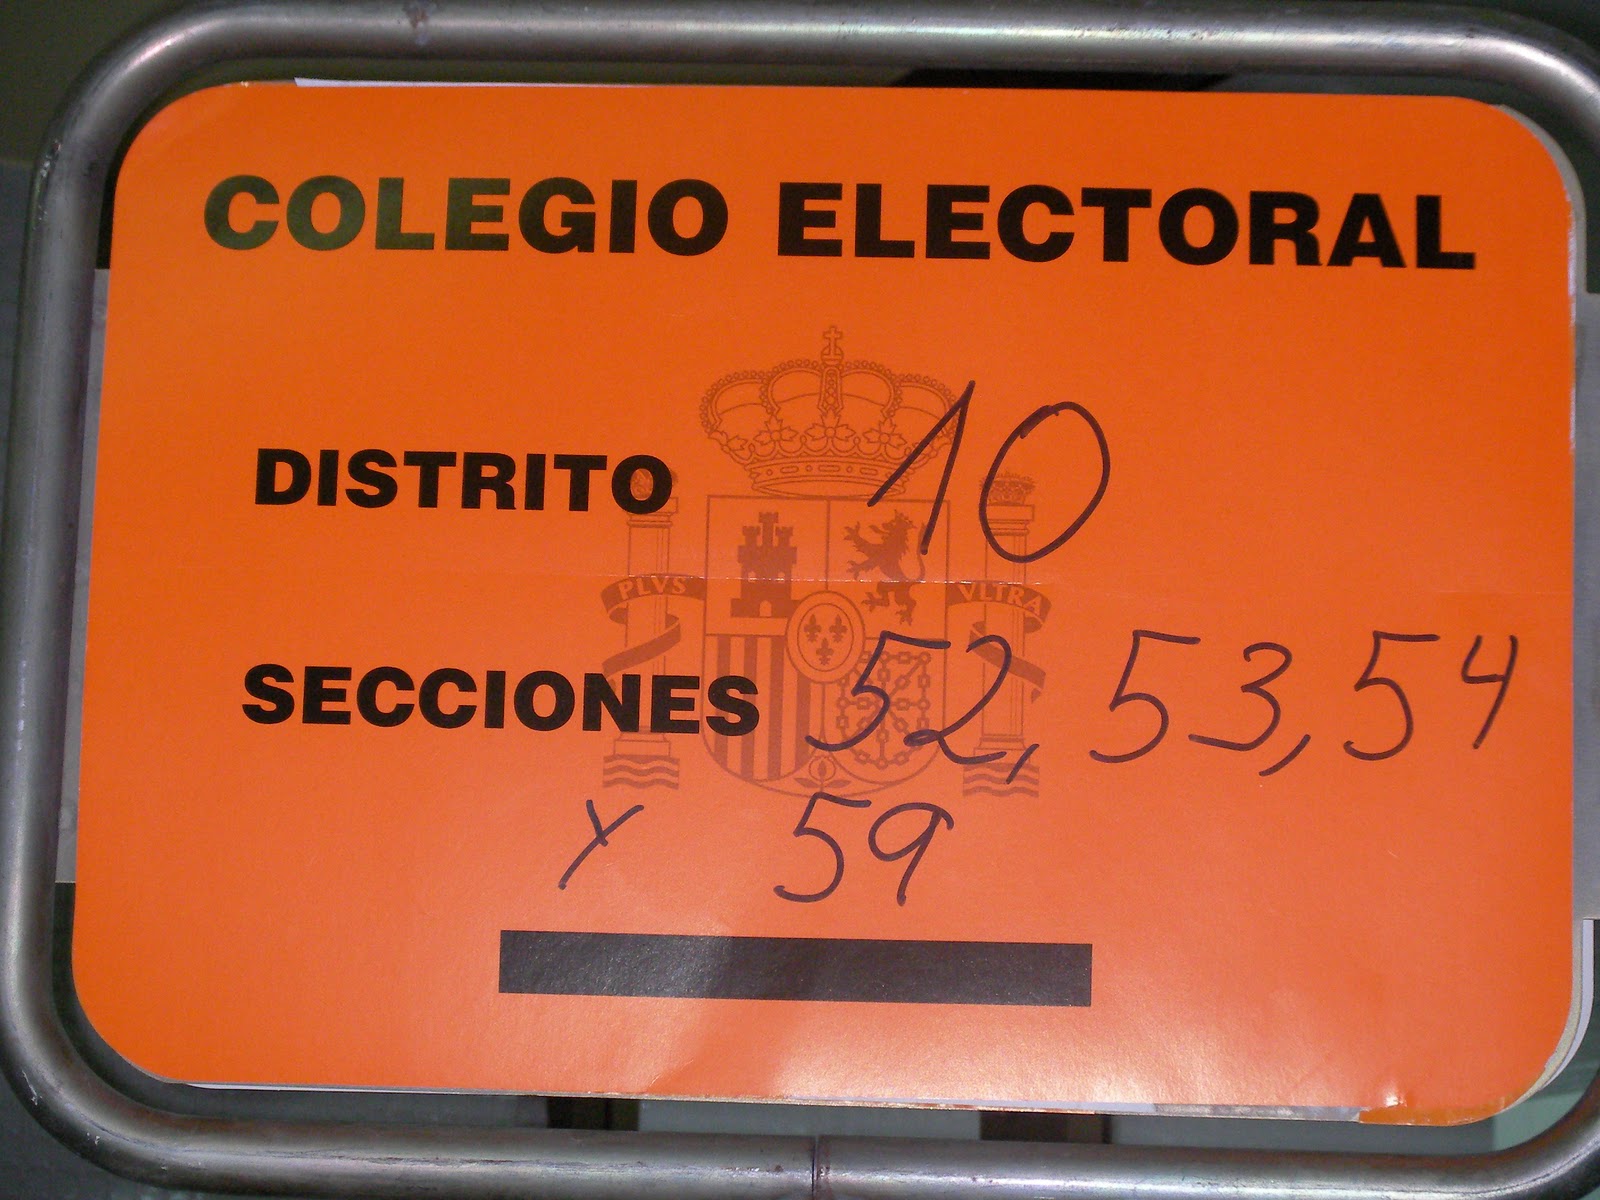 COLEGIO ELECTORAL
DISTRITO 10
PLVS VLTRA
SECCIONES 52, 53, 54
Y 59